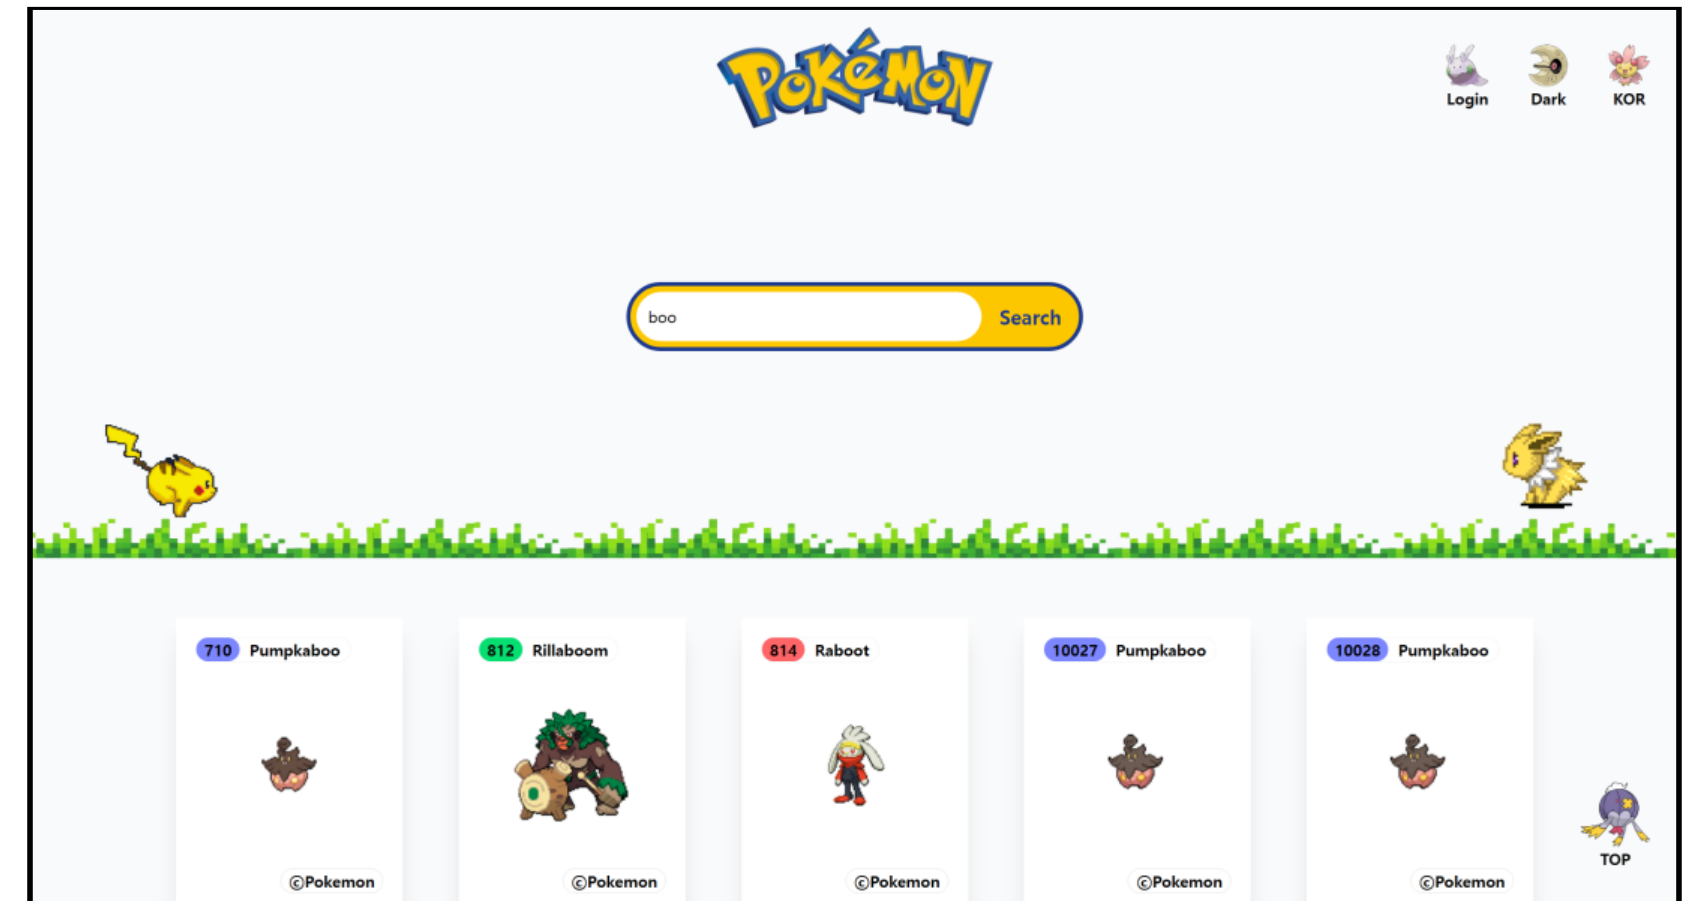 Pokémon
Login Dark KOR
boo Search
710 Pumpkaboo
812 Rillaboom
814 Raboot
10027 Pumpkaboo
10028 Pumpkaboo
TOP
©Pokemon
©Pokemon
©Pokemon
©Pokemon
©Pokemon